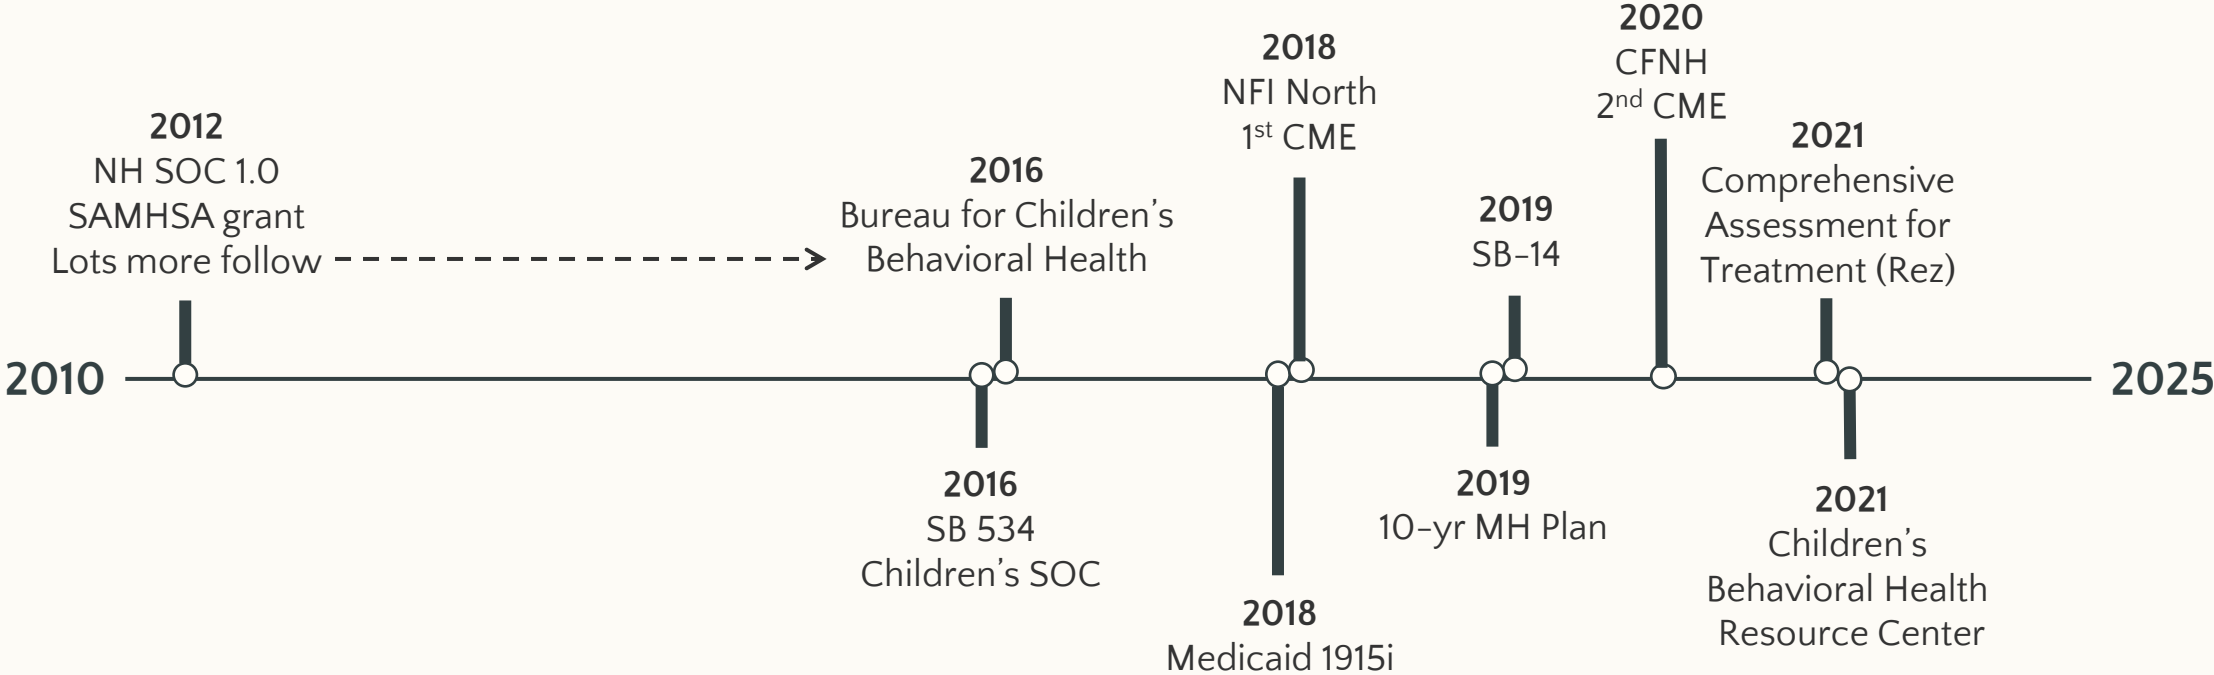 2010
2012
NH SOC 1.0
SAMHSA grant
Lots more follow
2016
Bureau for Children’s
Behavioral Health
2016
SB 534
Children’s SOC
2018
NFI North
1st CME
2018
Medicaid 1915i
2019
SB-14
2019
10-yr MH Plan
2020
CFNH
2nd CME
2021
Comprehensive
Assessment for
Treatment (Rez)
2021
Children’s
Behavioral Health
Resource Center
2025